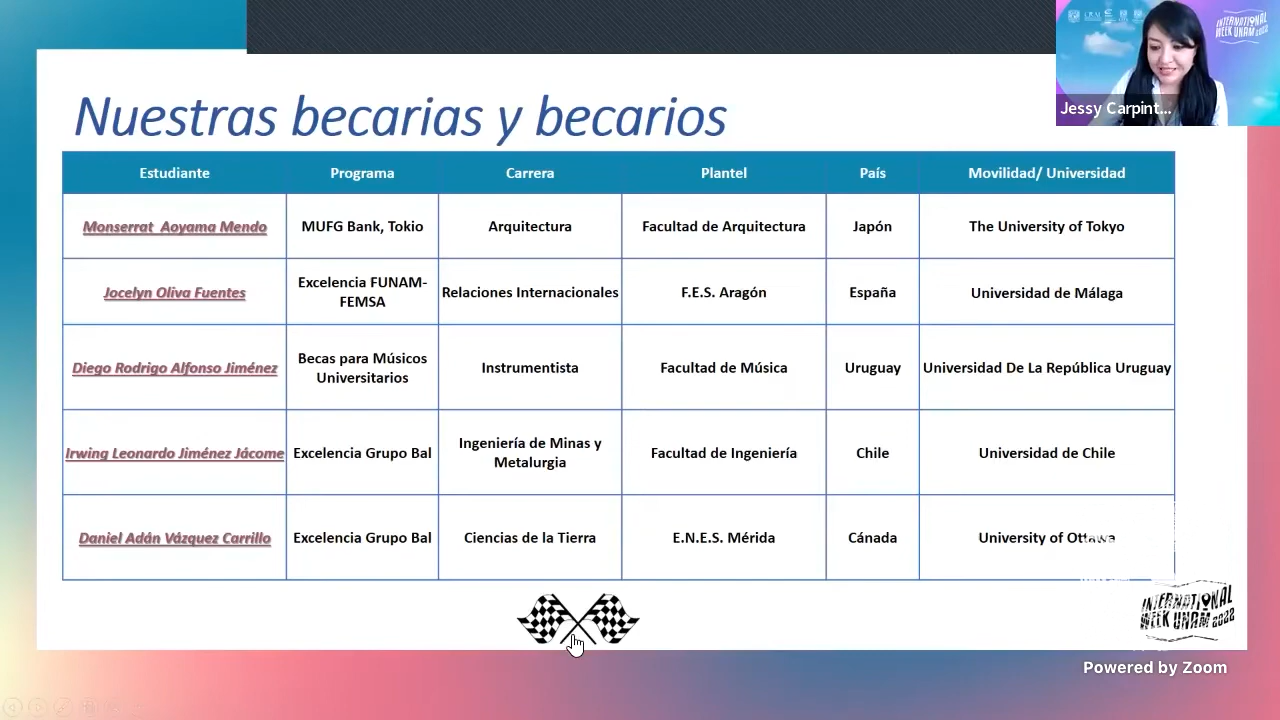 INTERNATIONAL
WEEK UNAM 2022
Jessy Carpint...
Nuestras becarias y becarios
Estudiante Programa Carrera Plantel País Movilidad/ Universidad
Monserrat Aoyama Mendo MUFG Bank, Tokio Arquitectura Facultad de Arquitectura Japón The University of Tokyo
Jocelyn Oliva Fuentes Excelencia FUNAM-
FEMSA Relaciones Internacionales F.E.S. Aragón España Universidad de Málaga
Diego Rodrigo Alfonso Jiménez Becas para Músicos
Universitarios Instrumentista Facultad de Música Uruguay Universidad De La República Uruguay
Irwing Leonardo Jiménez Jácome Excelencia Grupo Bal Ingeniería de Minas y
Metalurgia Facultad de Ingeniería Chile Universidad de Chile
Daniel Adán Vázquez Carrillo Excelencia Grupo Bal Ciencias de la Tierra E.N.E.S. Mérida Cánada University of Ottawa
INTERNATIONAL
WEEK UNAM 2022
Powered by Zoom